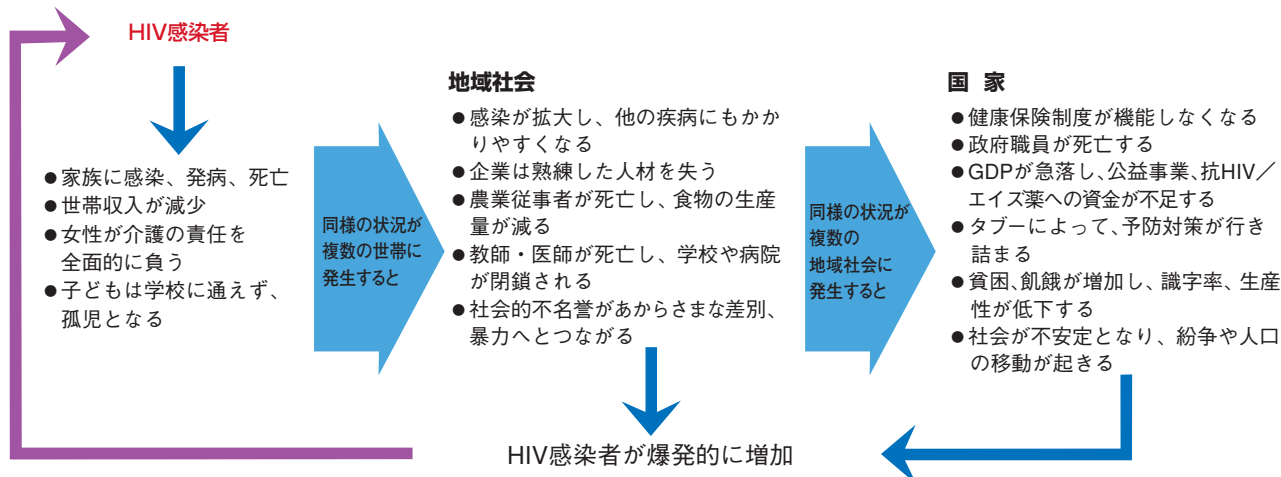 HIV感染者
●家族に感染、発病、死亡
●世帯収入が減少
●女性が介護の責任を
全面的に負う
●子どもは学校に通えず、
孤児となる
同様の状況が
複数の世帯に
発生すると
地域社会
●感染が拡大し、他の疾病にもかか
りやすくなる
●企業は熟練した人材を失う
●農業従事者が死亡し、食物の生産
量が減る
●教師・医師が死亡し、学校や病院
が閉鎖される
●社会的不名誉があからさまな差別、
暴力へとつながる
同様の状況が
複数の
地域社会に
発生すると
国 家
●健康保険制度が機能しなくなる
●政府職員が死亡する
●GDPが急落し、公益事業、抗HIV／
エイズ薬への資金が不足する
●タブーによって、予防対策が行き
詰まる
●貧困、飢餓が増加し、識字率、生産
性が低下する
●社会が不安定となり、紛争や人口
の移動が起きる
HIV感染者が爆発的に増加